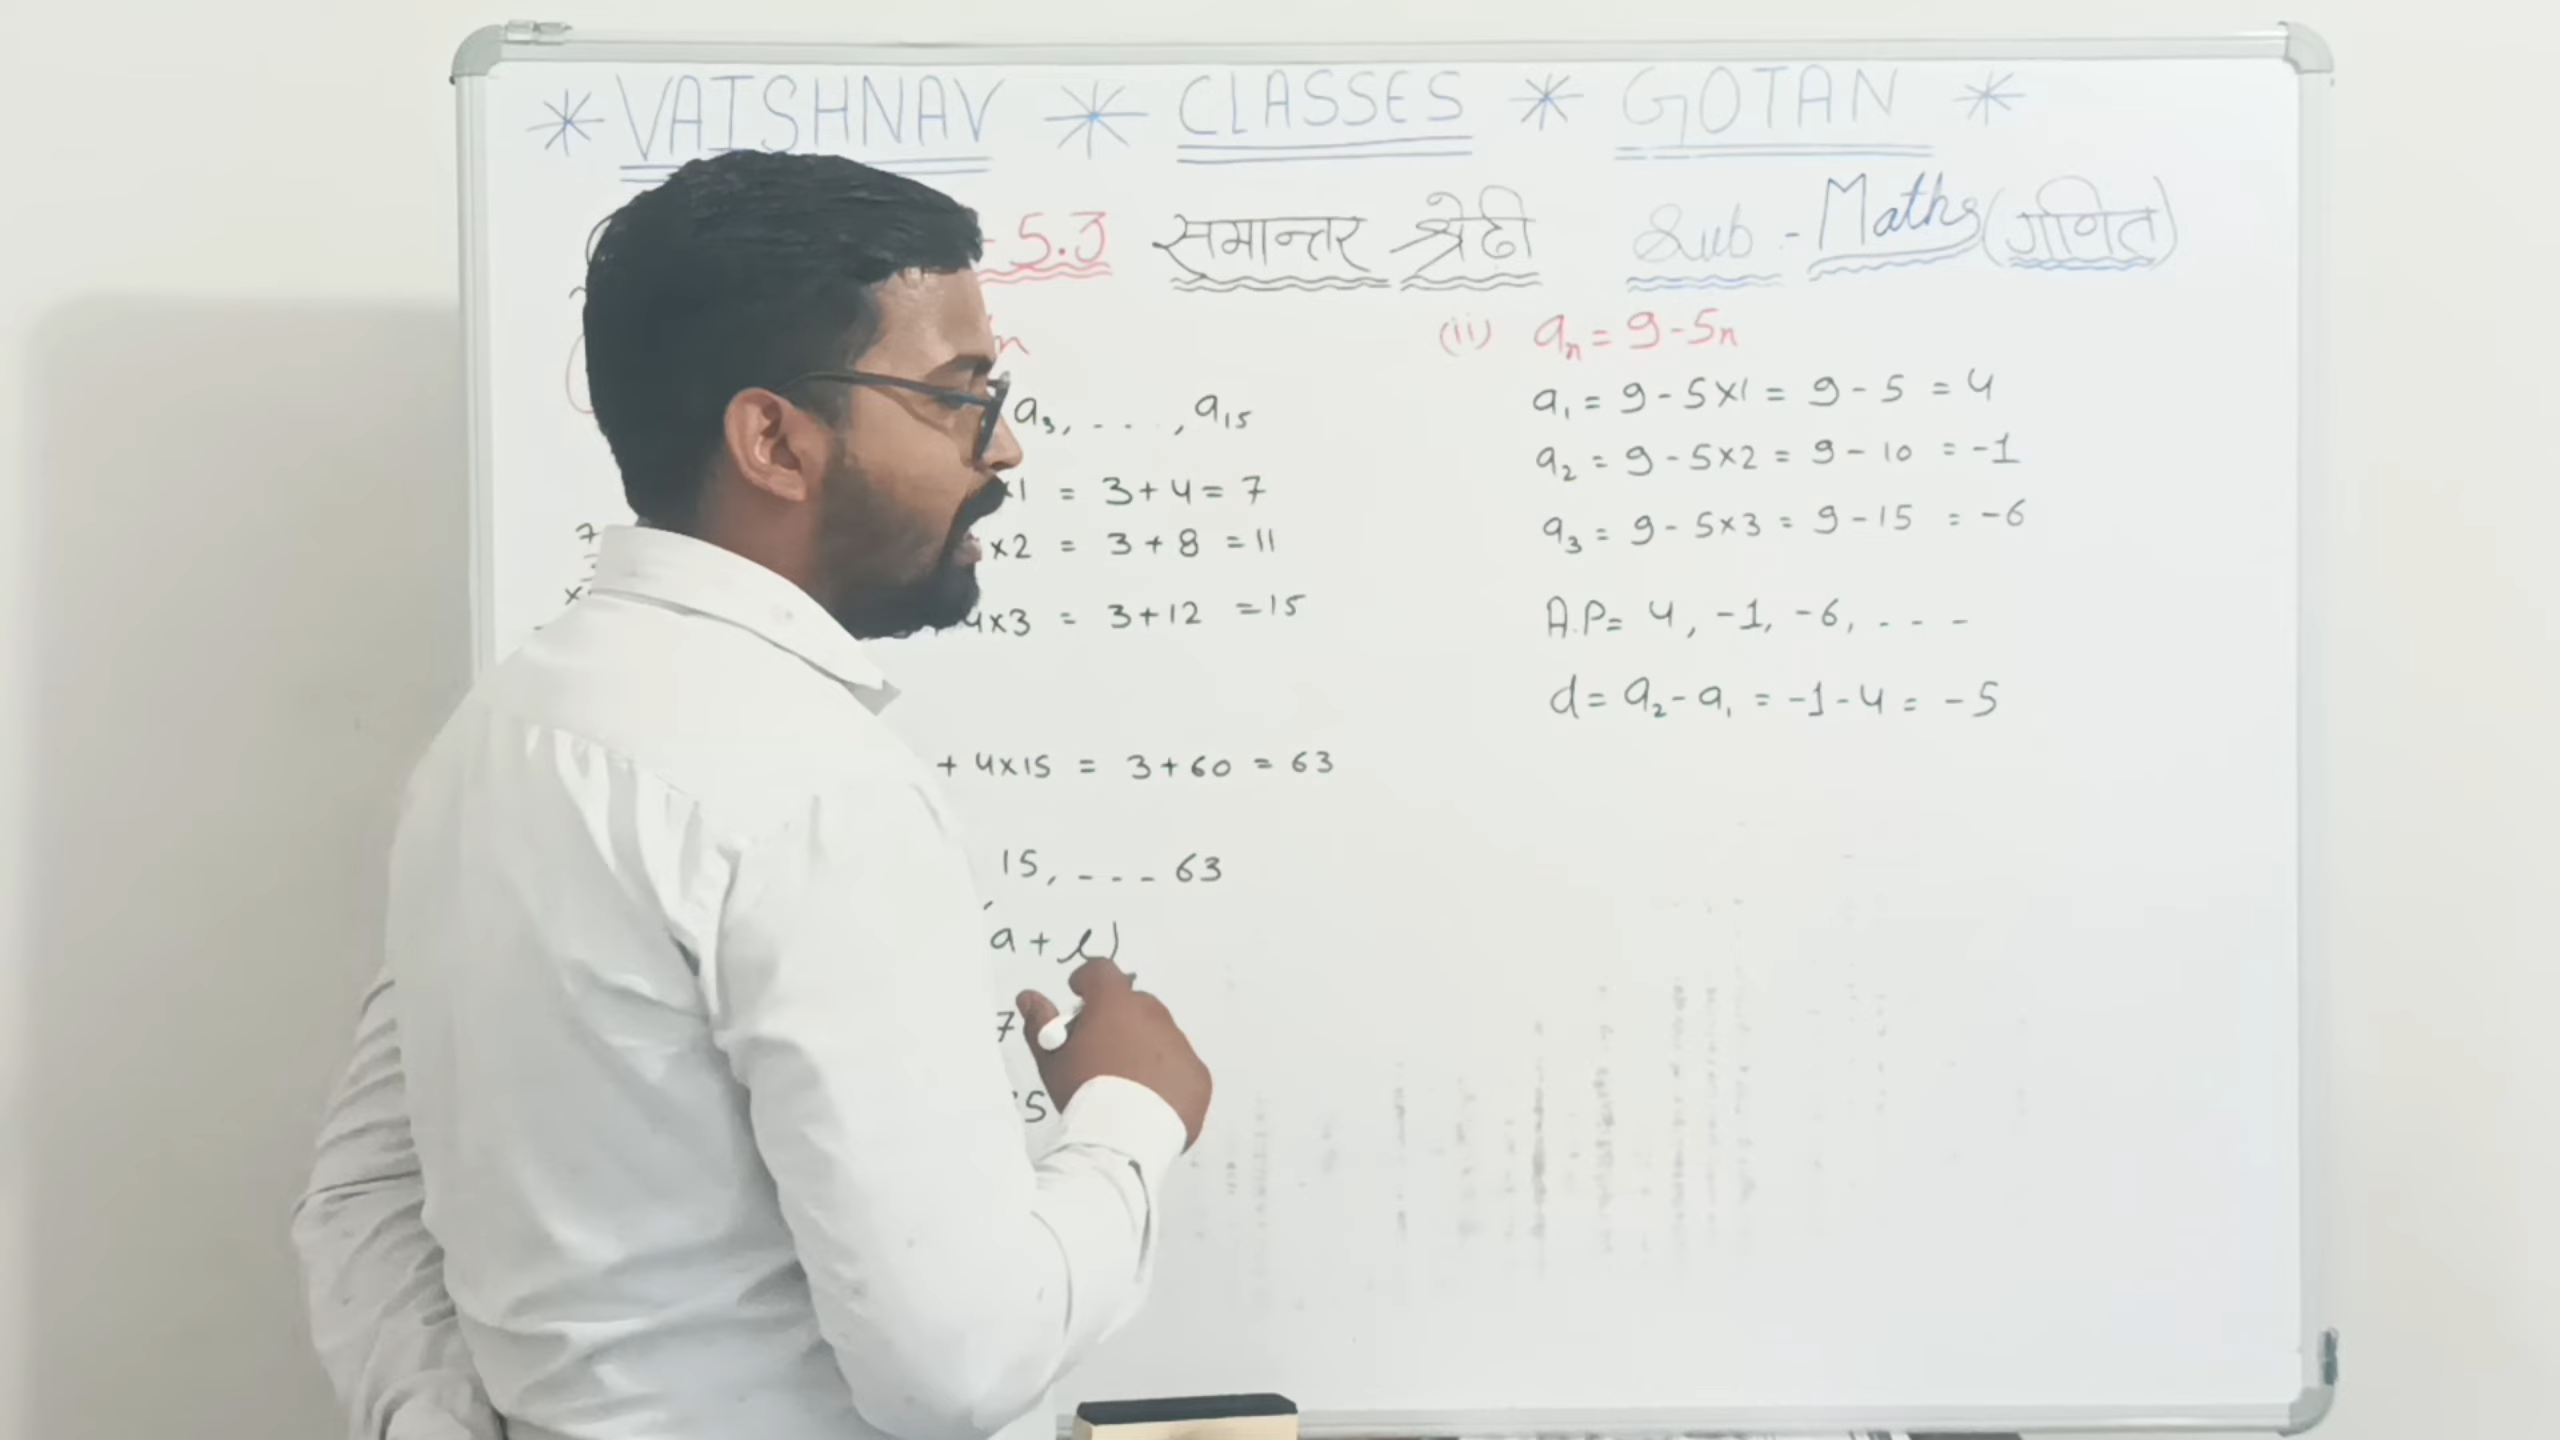 * VAISHNAV * CLASSES * GOTAN *
- 5.3 समान्तर श्रेढी Sub - Maths (गणित)
n
a₃, . . . , a₁₅
×1 = 3+4 = 7
×2 = 3+8 = 11
4×3 = 3+12 = 15
+ 4×15 = 3+60 = 63
15, - - - 63
a + l)
7
7
×
(ii) aₙ = 9-5n
a₁ = 9-5×1 = 9-5 = 4
a₂ = 9-5×2 = 9-10 = -1
a₃ = 9-5×3 = 9-15 = -6
A.P = 4, -1, -6, - - -
d = a₂-a₁ = -1-4 = -5